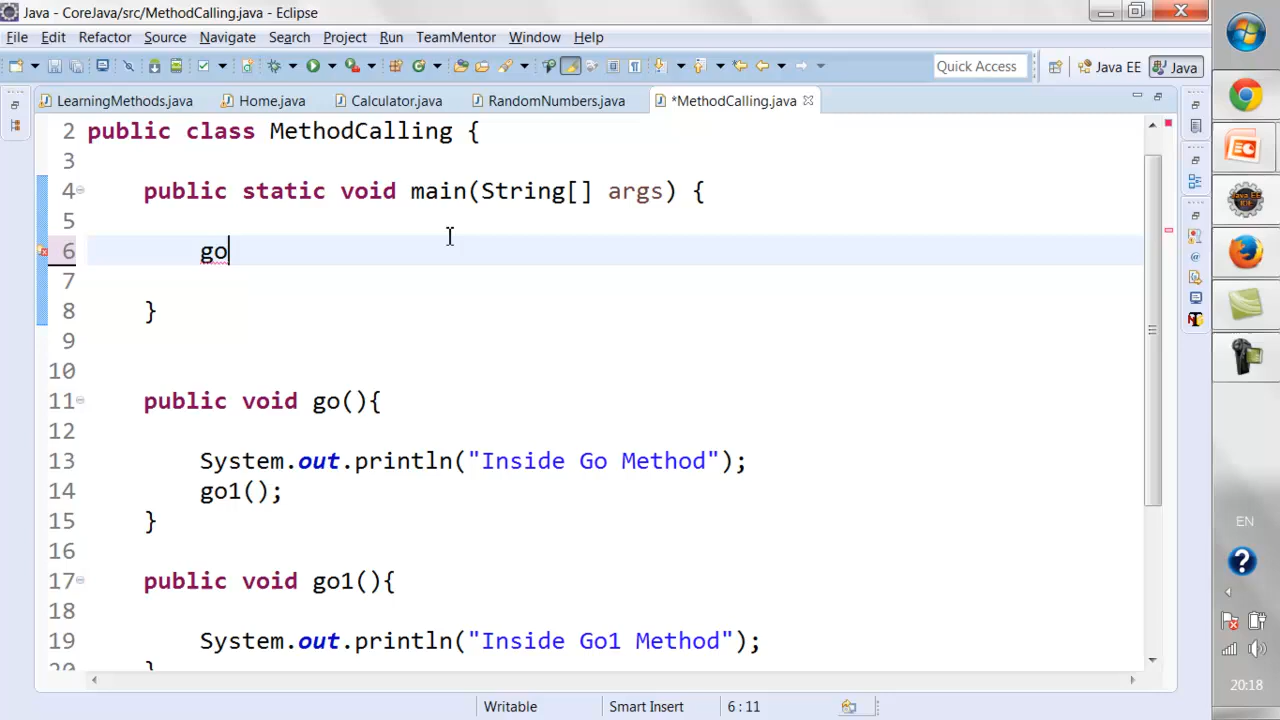 Java - CoreJava/src/MethodCalling.java - Eclipse
File Edit Refactor Source Navigate Search Project Run TeamMentor Window Help
Quick Access Java EE Java
LearningMethods.java Home.java Calculator.java RandomNumbers.java *MethodCalling.java
2 public class MethodCalling {
3
4 public static void main(String[] args) {
5
6 go
7
8 }
9
10
11 public void go(){
12
13 System.out.println("Inside Go Method");
14 go1();
15 }
16
17 public void go1(){
18
19 System.out.println("Inside Go1 Method");
20 }
Writable Smart Insert 6 : 11
EN
20:18